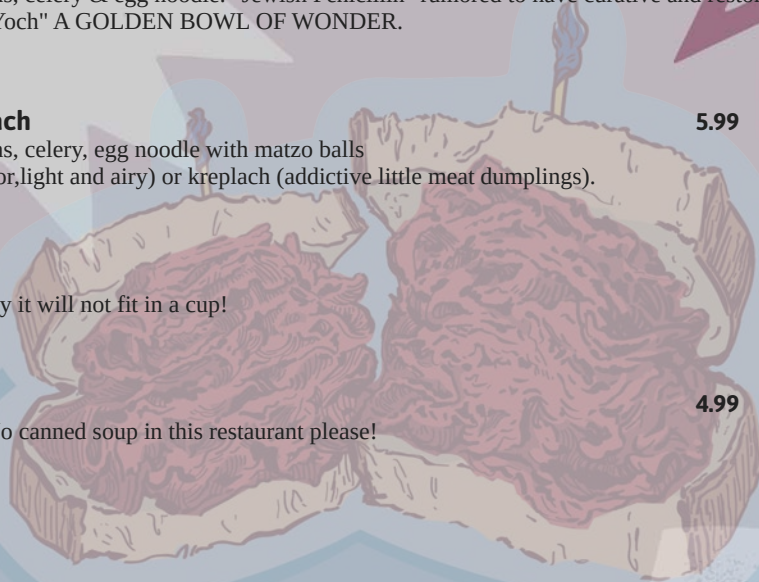 celery & egg noodle. "Jewish Penicillin" rumored to have curative and
Yoch" A GOLDEN BOWL OF WONDER.
ach 5.99
ns, celery, egg noodle with matzo balls
or,light and airy) or kreplach (addictive little meat dumplings).
y it will not fit in a cup!
4.99
o canned soup in this restaurant please!